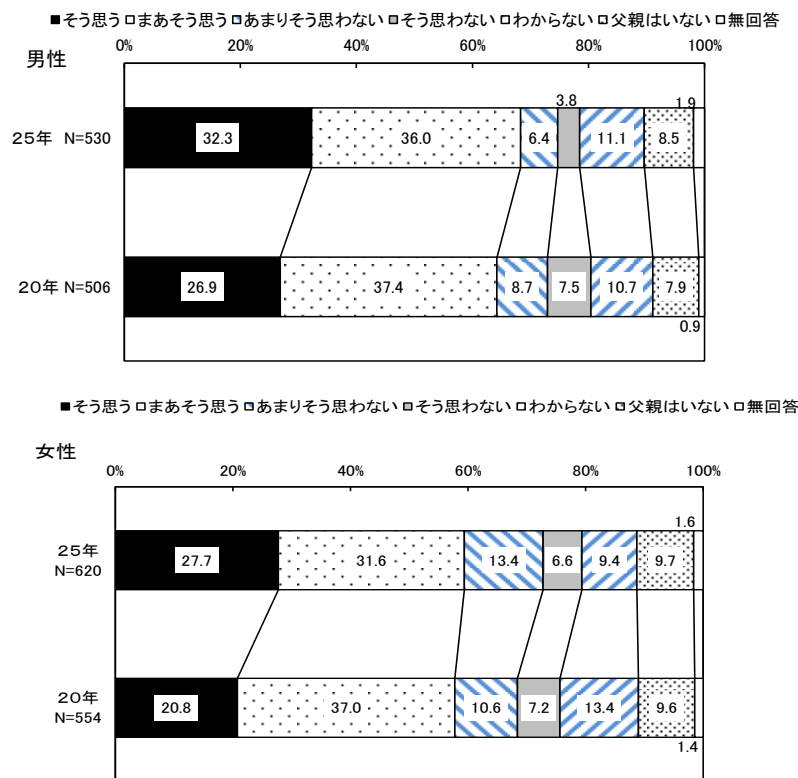 ■そう思う□まあそう思う□あまりそう思わない■そう思わない□わからない□父親はいない□無回答
0% 20% 40% 60% 80% 100%
男性
3.8 1.9
25年 N=530 32.3 36.0 6.4 11.1 8.5
20年 N=506 26.9 37.4 8.7 7.5 10.7 7.9
0.9
■そう思う□まあそう思う□あまりそう思わない■そう思わない□わからない□父親はいない□無回答
女性
0% 20% 40% 60% 80% 100%
1.6
25年 N=620 27.7 31.6 13.4 6.6 9.4 9.7
20年 N=554 20.8 37.0 10.6 7.2 13.4 9.6
1.4